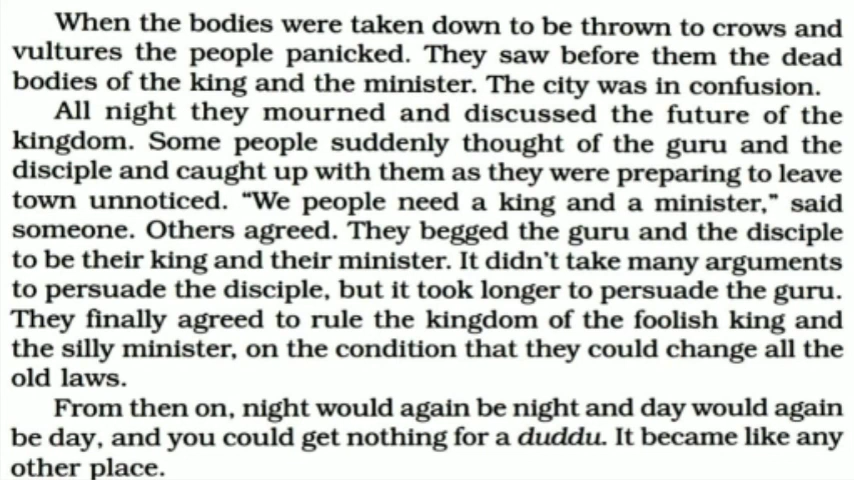 When the bodies were taken down to be thrown to crows and
vultures the people panicked. They saw before them the dead
bodies of the king and the minister. The city was in confusion.
All night they mourned and discussed the future of the
kingdom. Some people suddenly thought of the guru and the
disciple and caught up with them as they were preparing to leave
town unnoticed. “We people need a king and a minister,” said
someone. Others agreed. They begged the guru and the disciple
to be their king and their minister. It didn’t take many arguments
to persuade the disciple, but it took longer to persuade the guru.
They finally agreed to rule the kingdom of the foolish king and
the silly minister, on the condition that they could change all the
old laws.
From then on, night would again be night and day would again
be day, and you could get nothing for a duddu. It became like any
other place.